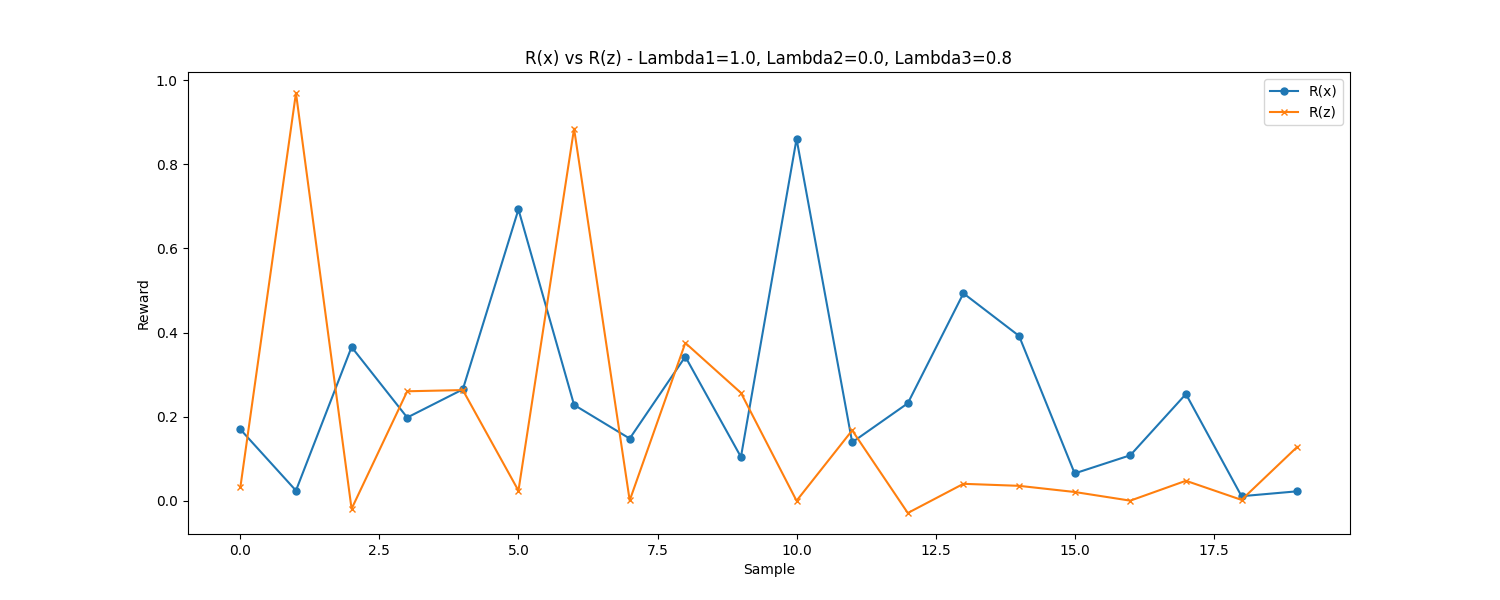 R(x) vs R(z) - Lambda1=1.0, Lambda2=0.0, Lambda3=0.8
R(x)
R(z)
Reward
1.0
0.8
0.6
0.4
0.2
0.0
0.0 2.5 5.0 7.5 10.0 12.5 15.0 17.5
Sample